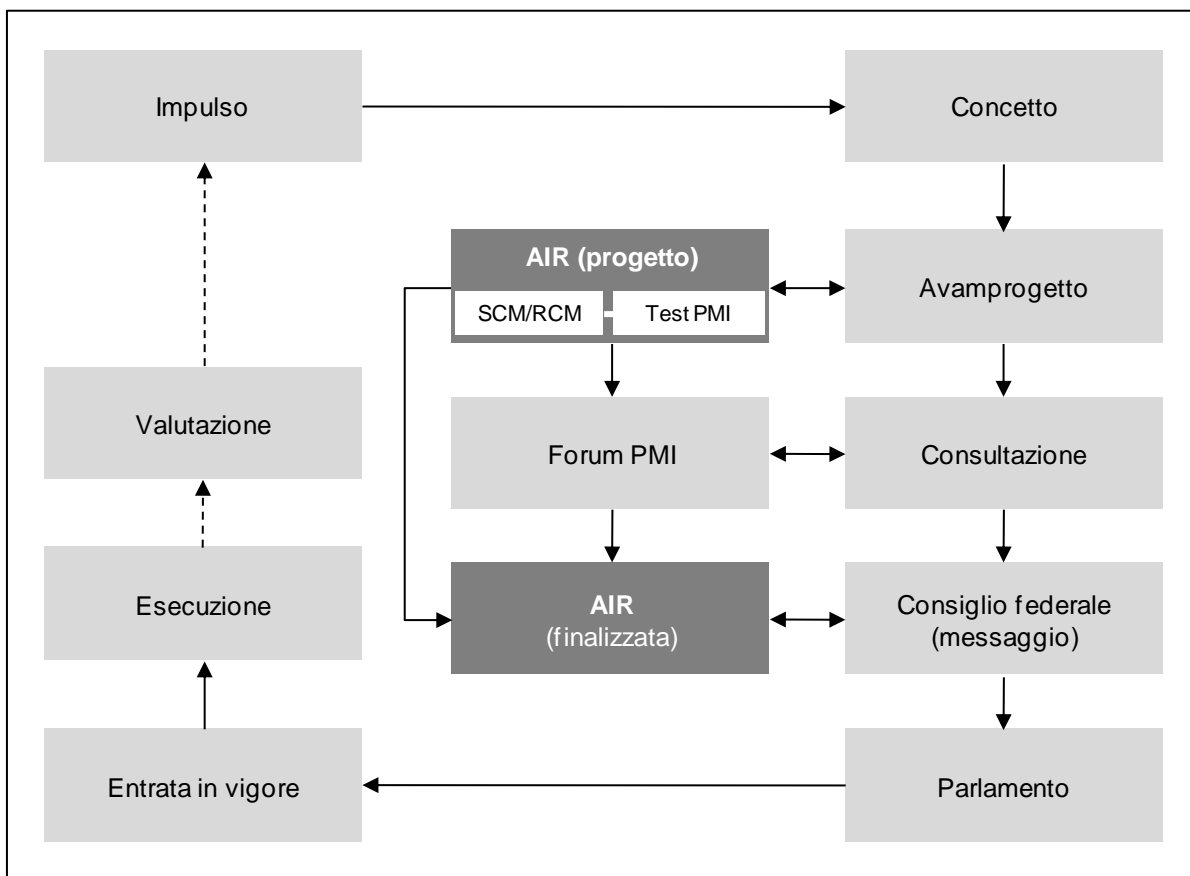 Impulso
Concetto
AIR (progetto)
SCM/RCM
Test PMI
Avamprogetto
Valutazione
Forum PMI
Consultazione
Esecuzione
AIR
(finalizzata)
Consiglio federale
(messaggio)
Entrata in vigore
Parlamento